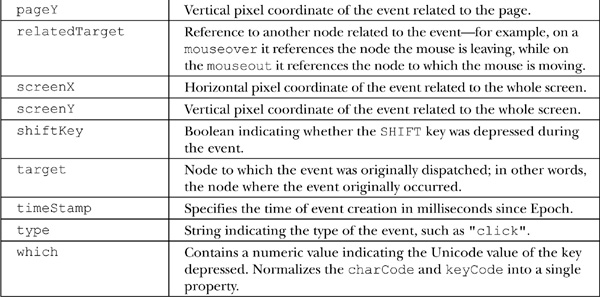 pageY Vertical pixel coordinate of the event related to the page.
relatedTarget Reference to another node related to the event—for example, on a
mouseover it references the node the mouse is leaving, while on
the mouseout it references the node to which the mouse is moving.
screenX Horizontal pixel coordinate of the event related to the whole screen.
screenY Vertical pixel coordinate of the event related to the whole screen.
shiftKey Boolean indicating whether the SHIFT key was depressed during
the event.
target Node to which the event was originally dispatched; in other words,
the node where the event originally occurred.
timeStamp Specifies the time of event creation in milliseconds since Epoch.
type String indicating the type of the event, such as "click".
which Contains a numeric value indicating the Unicode value of the key
depressed. Normalizes the charCode and keyCode into a single
property.